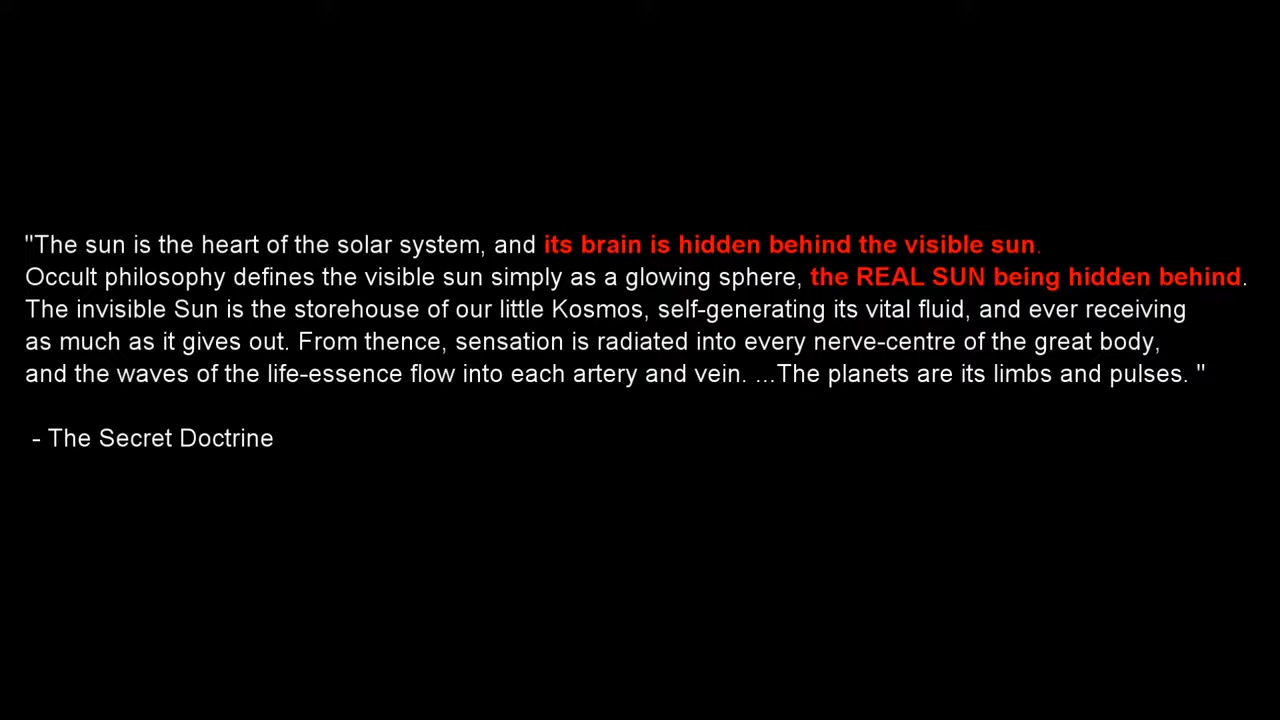 "The sun is the heart of the solar system, and its brain is hidden behind the visible sun.
Occult philosophy defines the visible sun simply as a glowing sphere, the REAL SUN being hidden behind.
The invisible Sun is the storehouse of our little Kosmos, self-generating its vital fluid, and ever receiving
as much as it gives out. From thence, sensation is radiated into every nerve-centre of the great body,
and the waves of the life-essence flow into each artery and vein. ...The planets are its limbs and pulses. "
- The Secret Doctrine